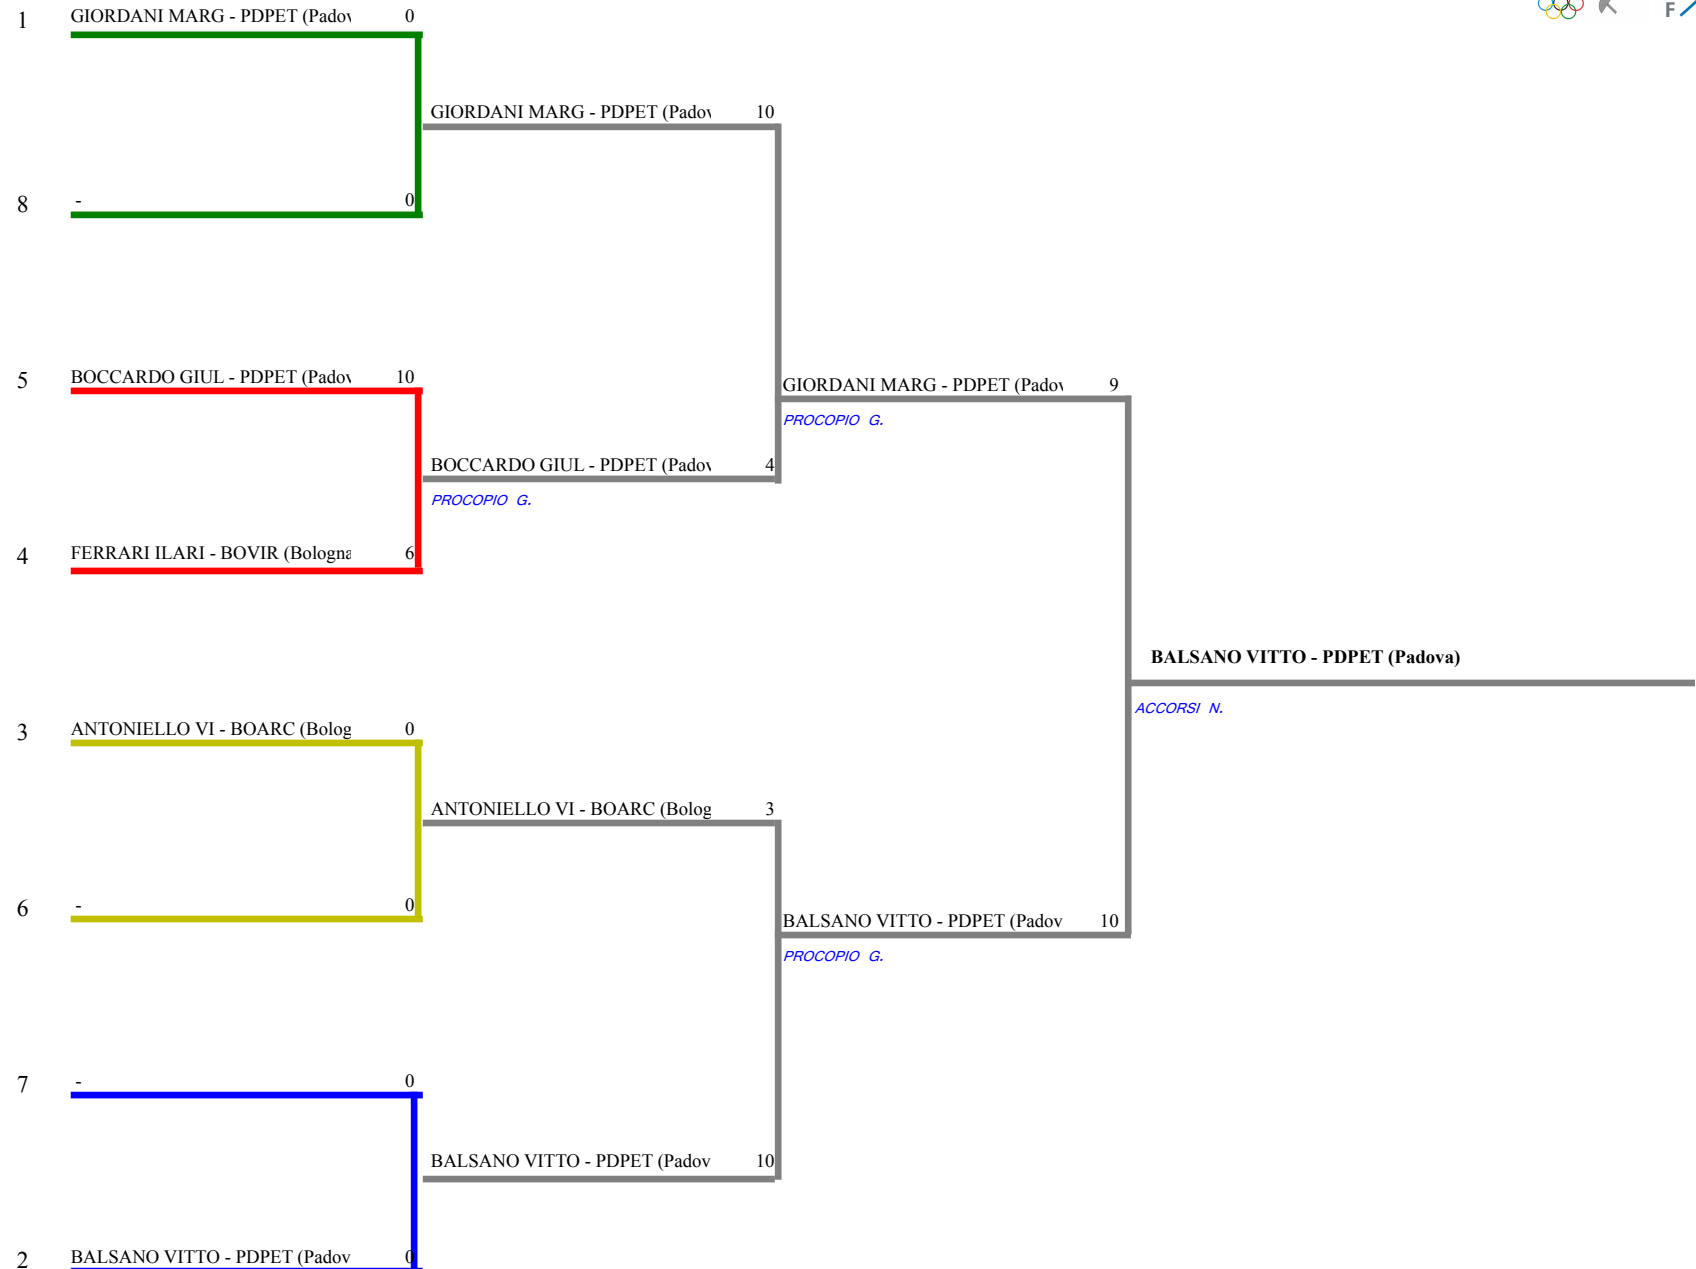 F
1 GIORDANI MARG - PDPET (Padov 0
GIORDANI MARG - PDPET (Padov 10
8 - 0
5 BOCCARDO GIUL - PDPET (Padov 10
GIORDANI MARG - PDPET (Padov 9
PROCOPIO G.
BOCCARDO GIUL - PDPET (Padov 4
PROCOPIO G.
4 FERRARI ILARI - BOVIR (Bologna 6
BALSANO VITTO - PDPET (Padova)
ACCORSI N.
3 ANTONIELLO VI - BOARC (Bolog 0
ANTONIELLO VI - BOARC (Bolog 3
6 - 0
BALSANO VITTO - PDPET (Padov 10
PROCOPIO G.
7 - 0
BALSANO VITTO - PDPET (Padov 10
2 BALSANO VITTO - PDPET (Padov 0